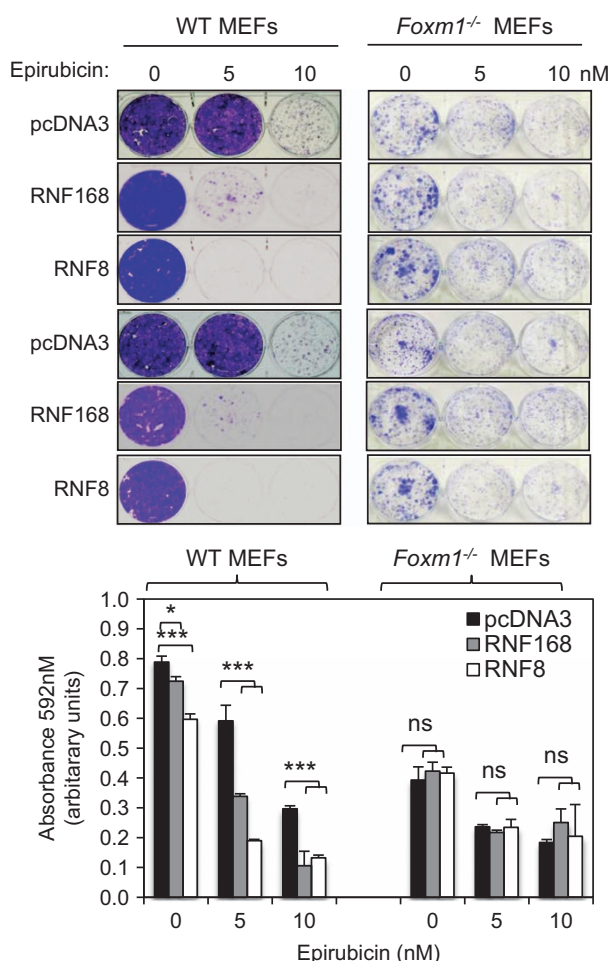 WT MEFs Foxm1-/- MEFs
Epirubicin: 0 5 10 0 5 10 nM
pcDNA3
RNF168
RNF8
pcDNA3
RNF168
RNF8
WT MEFs Foxm1-/- MEFs
Absorbance 592nM
(arbitarary units)
1.0
0.9
0.8
0.7
0.6
0.5
0.4
0.3
0.2
0.1
0.0
pcDNA3
RNF168
RNF8
*
***
***
***
ns
ns
ns
0 5 10 0 5 10
Epirubicin (nM)